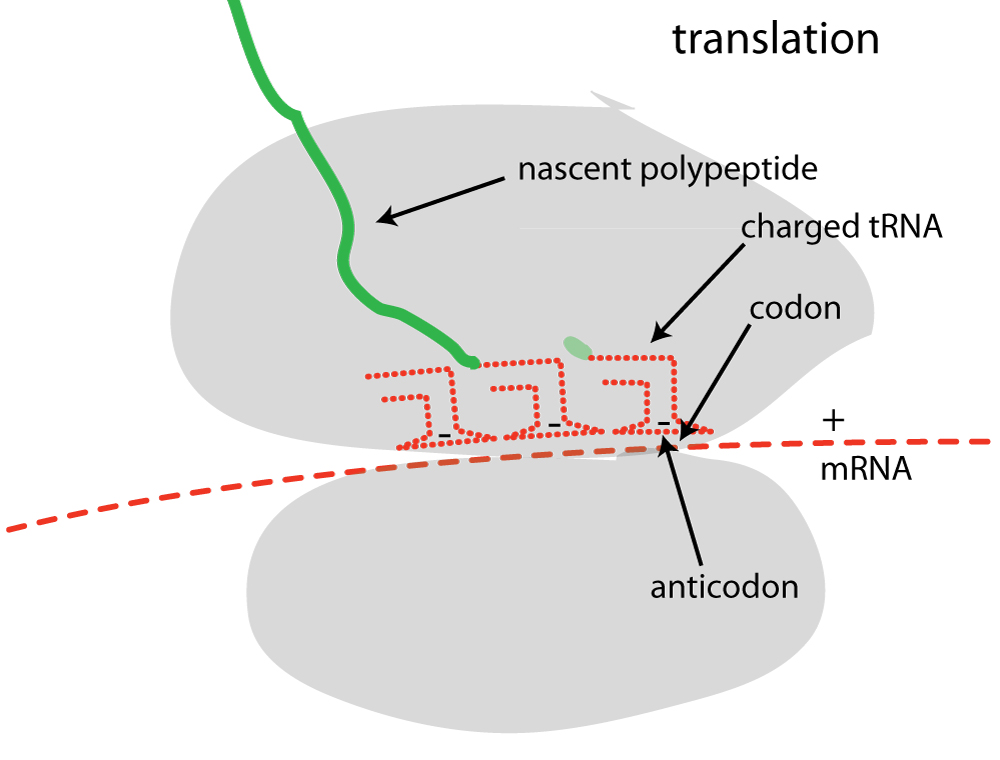 translation
nascent polypeptide
charged tRNA
codon
+
mRNA
-
-
-
anticodon